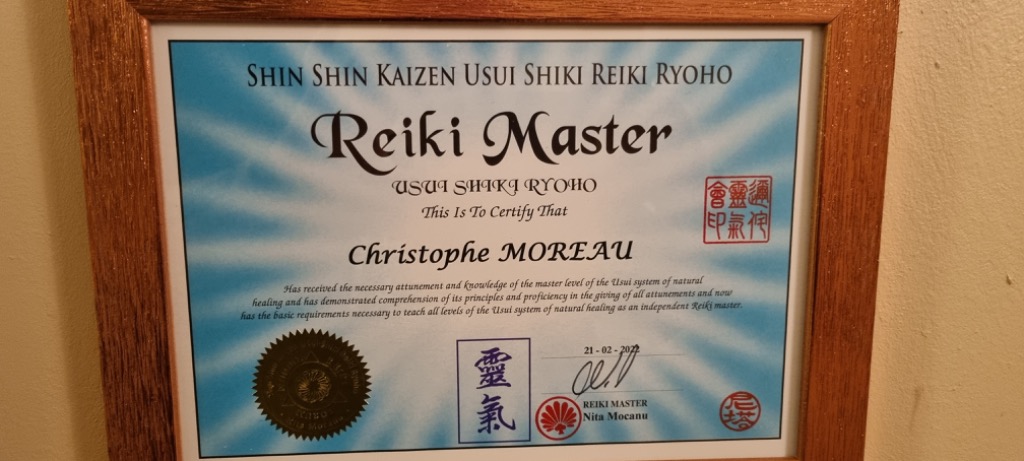 SHIN SHIN KAIZEN USUI SHIKI REIKI RYOHO
Reiki Master
USUI SHIKI RYOHO
This Is To Certify That
Christophe MOREAU
Has received the necessary attunement and knowledge of the master level of the Usui system of natural
healing and has demonstrated comprehension of its principles and proficiency in the giving of all attunements and now
has the basic requirements necessary to teach all levels of the Usui system of natural healing as an independent Reiki master.
靈氣
21 - 02 -
REIKI MASTER
Nita Mocanu